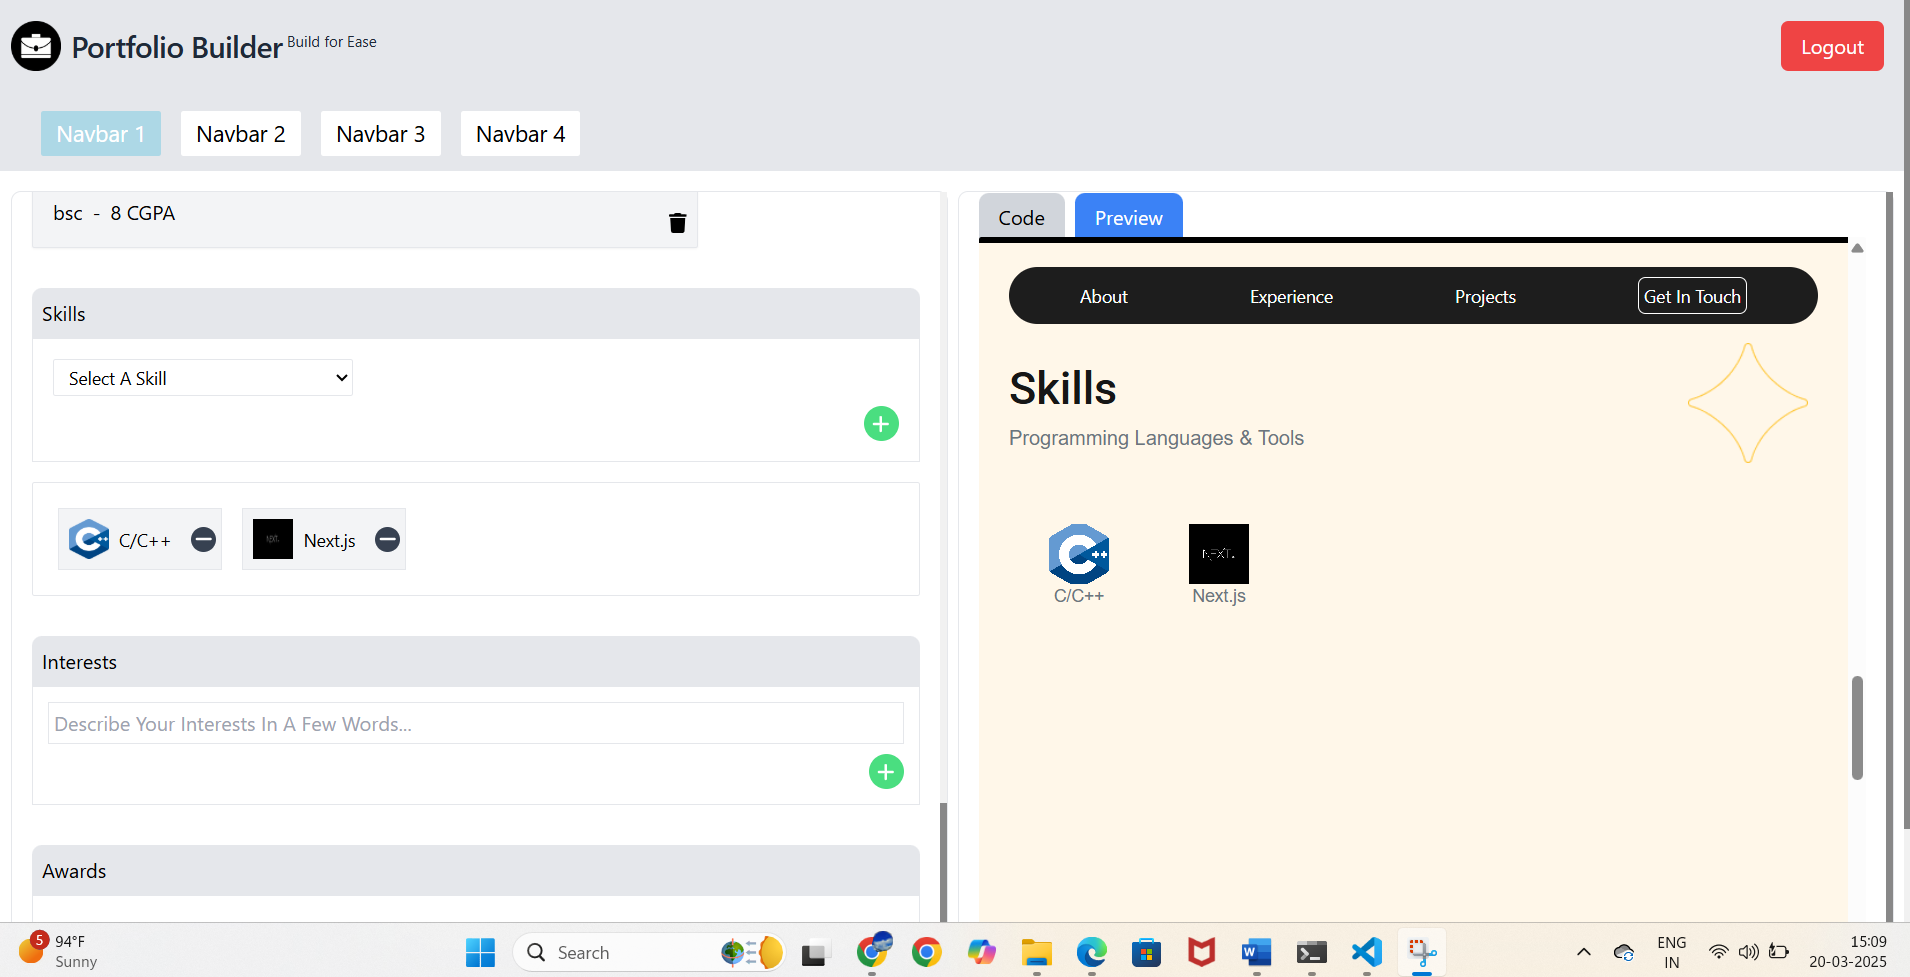 Portfolio Builder Build for Ease
Logout
Navbar 1
Navbar 2
Navbar 3
Navbar 4
bsc - 8 CGPA
Skills
Select A Skill
C/C++
Next.js
Interests
Describe Your Interests In A Few Words...
Awards
Code
Preview
About
Experience
Projects
Get In Touch
Skills
Programming Languages & Tools
C++
NEXT.
C/C++
Next.js
5
94°F
Sunny
Search
ENG
IN
15:09
20-03-2025